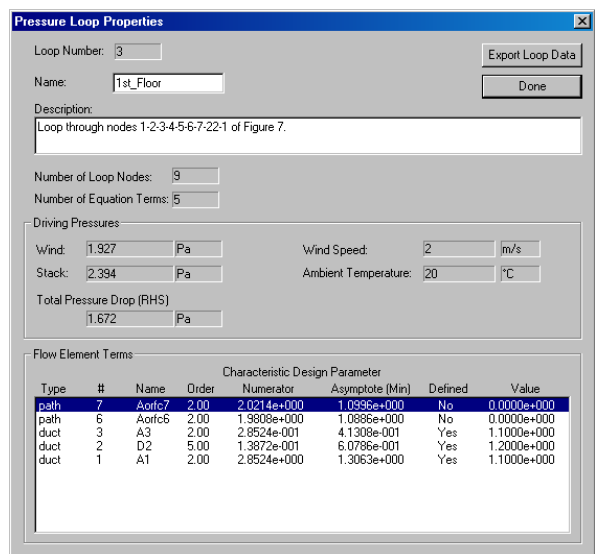 Pressure Loop Properties
Loop Number: 3
Export Loop Data
Name: 1st_Floor
Done
Description:
Loop through nodes 1-2-3-4-5-6-7-22-1 of Figure 7.
Number of Loop Nodes: 9
Number of Equation Terms: 5
Driving Pressures
Wind: 1.927 Pa Wind Speed: 2 m/s
Stack: 2.394 Pa Ambient Temperature: 20 °C
Total Pressure Drop (RHS)
1.672 Pa
Flow Element Terms
Characteristic Design Parameter
Type # Name Order Numerator Asymptote (Min) Defined Value
path 7 Aorfc7 2.00 2.0214e+000 1.0996e+000 No 0.0000e+000
path 6 Aorfc6 2.00 1.9808e+000 1.0886e+000 No 0.0000e+000
duct 3 A3 2.00 2.8524e-001 4.1308e-001 Yes 1.1000e+000
duct 2 D2 5.00 1.3872e-001 6.0786e-001 Yes 1.2000e+000
duct 1 A1 2.00 2.8524e+000 1.3063e+000 Yes 1.1000e+000